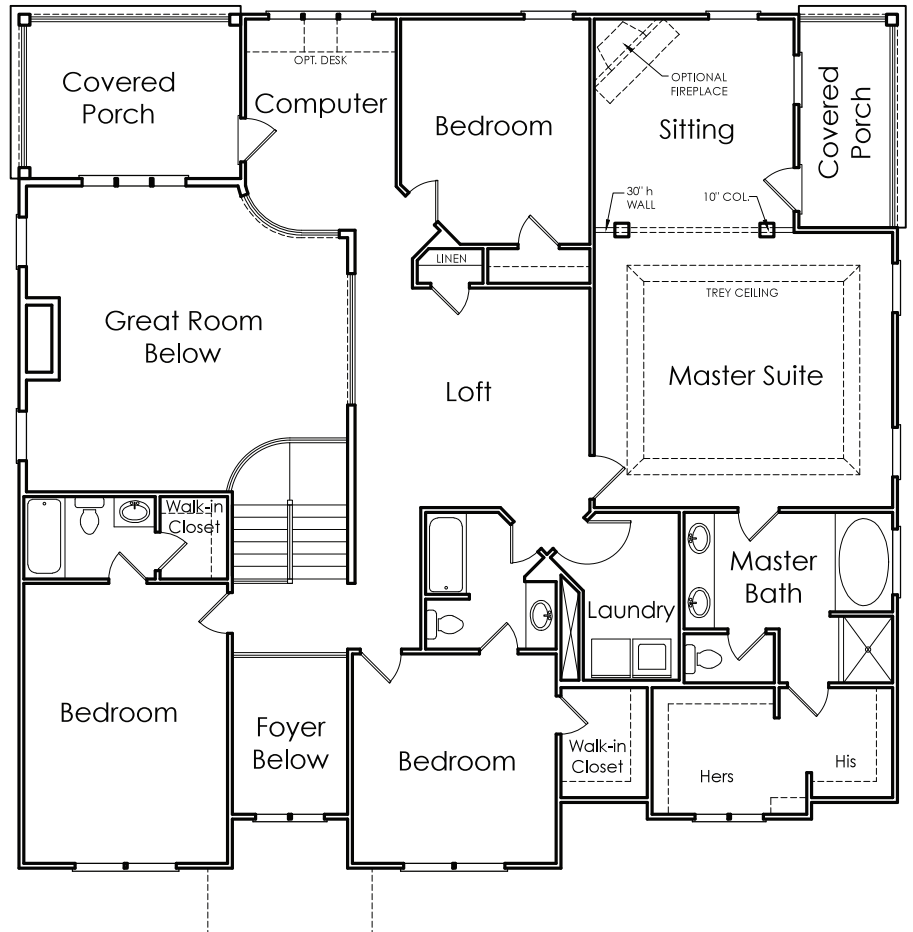 Covered
Porch
OPT. DESK
Computer
Bedroom
OPTIONAL
FIREPLACE
Sitting
Covered
Porch
30" h
WALL
10" COL.
LINEN
TREY CEILING
Great Room
Below
Loft
Master Suite
Walk-in
Closet
Master
Bath
Laundry
Bedroom
Foyer
Below
Bedroom
Walk-in
Closet
Hers
His